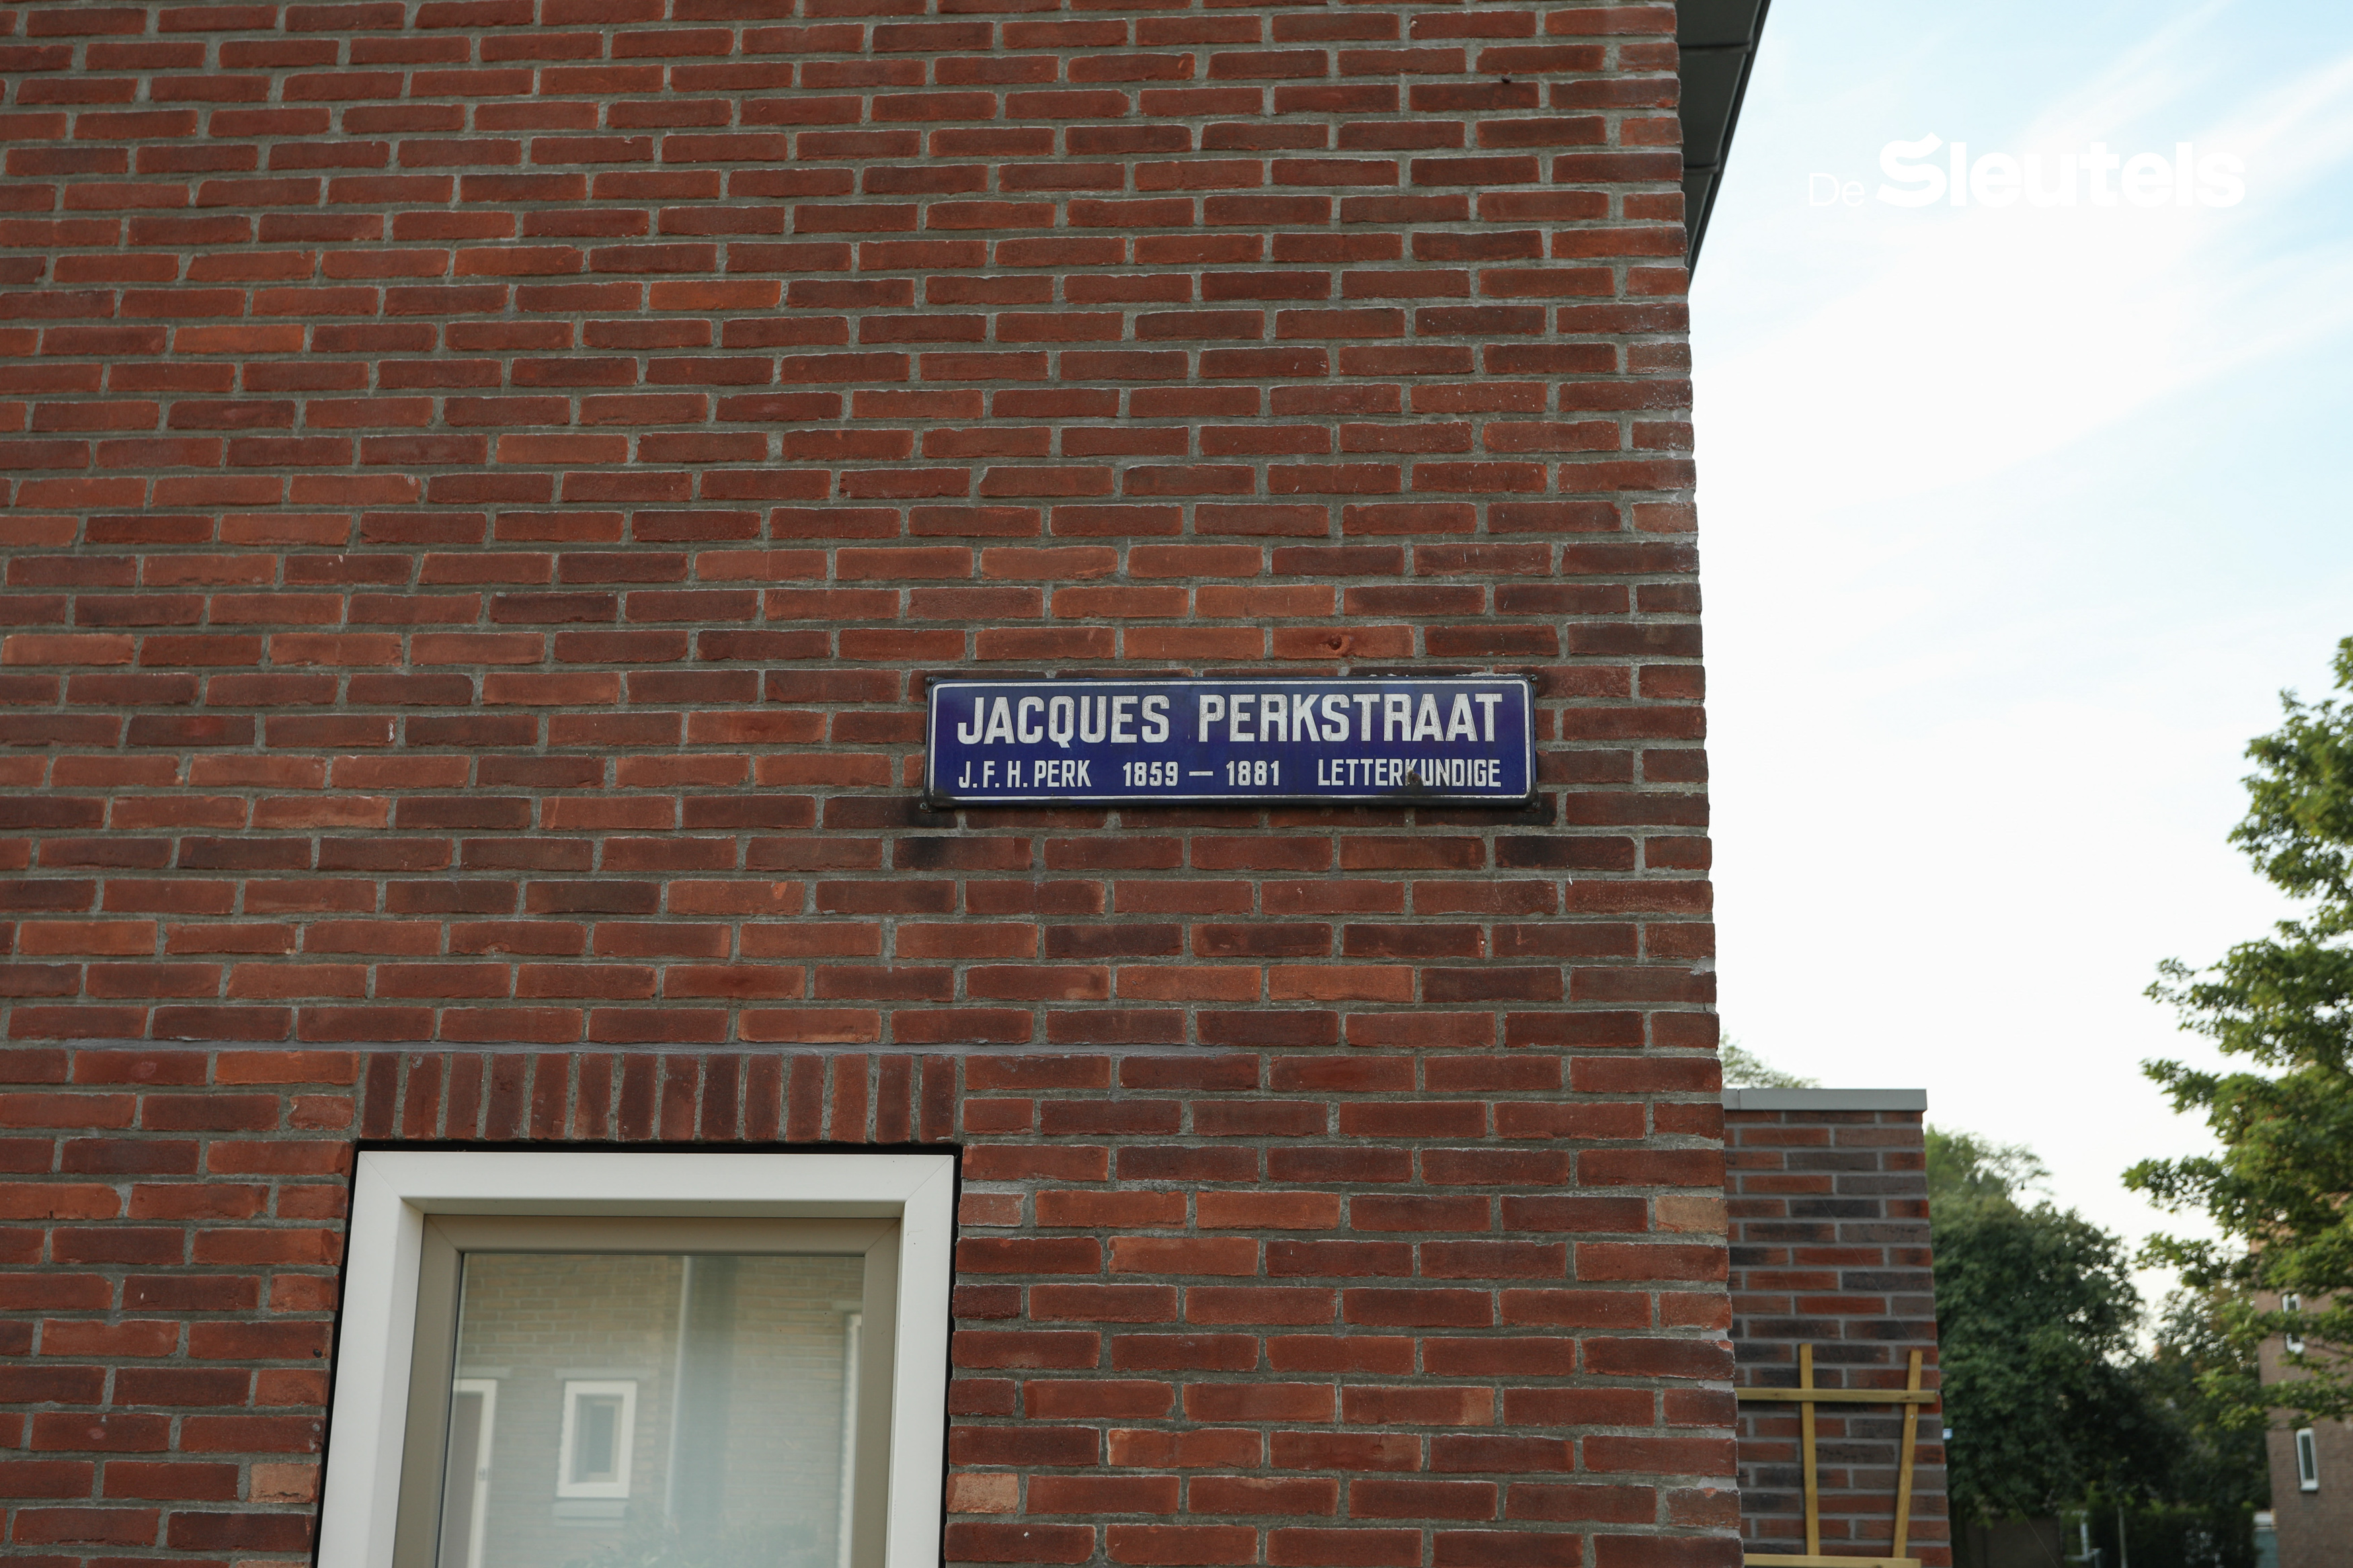 De Sleutels
JACQUES PERKSTRAAT
J.F.H. PERK 1859 — 1881 LETTERKUNDIGE